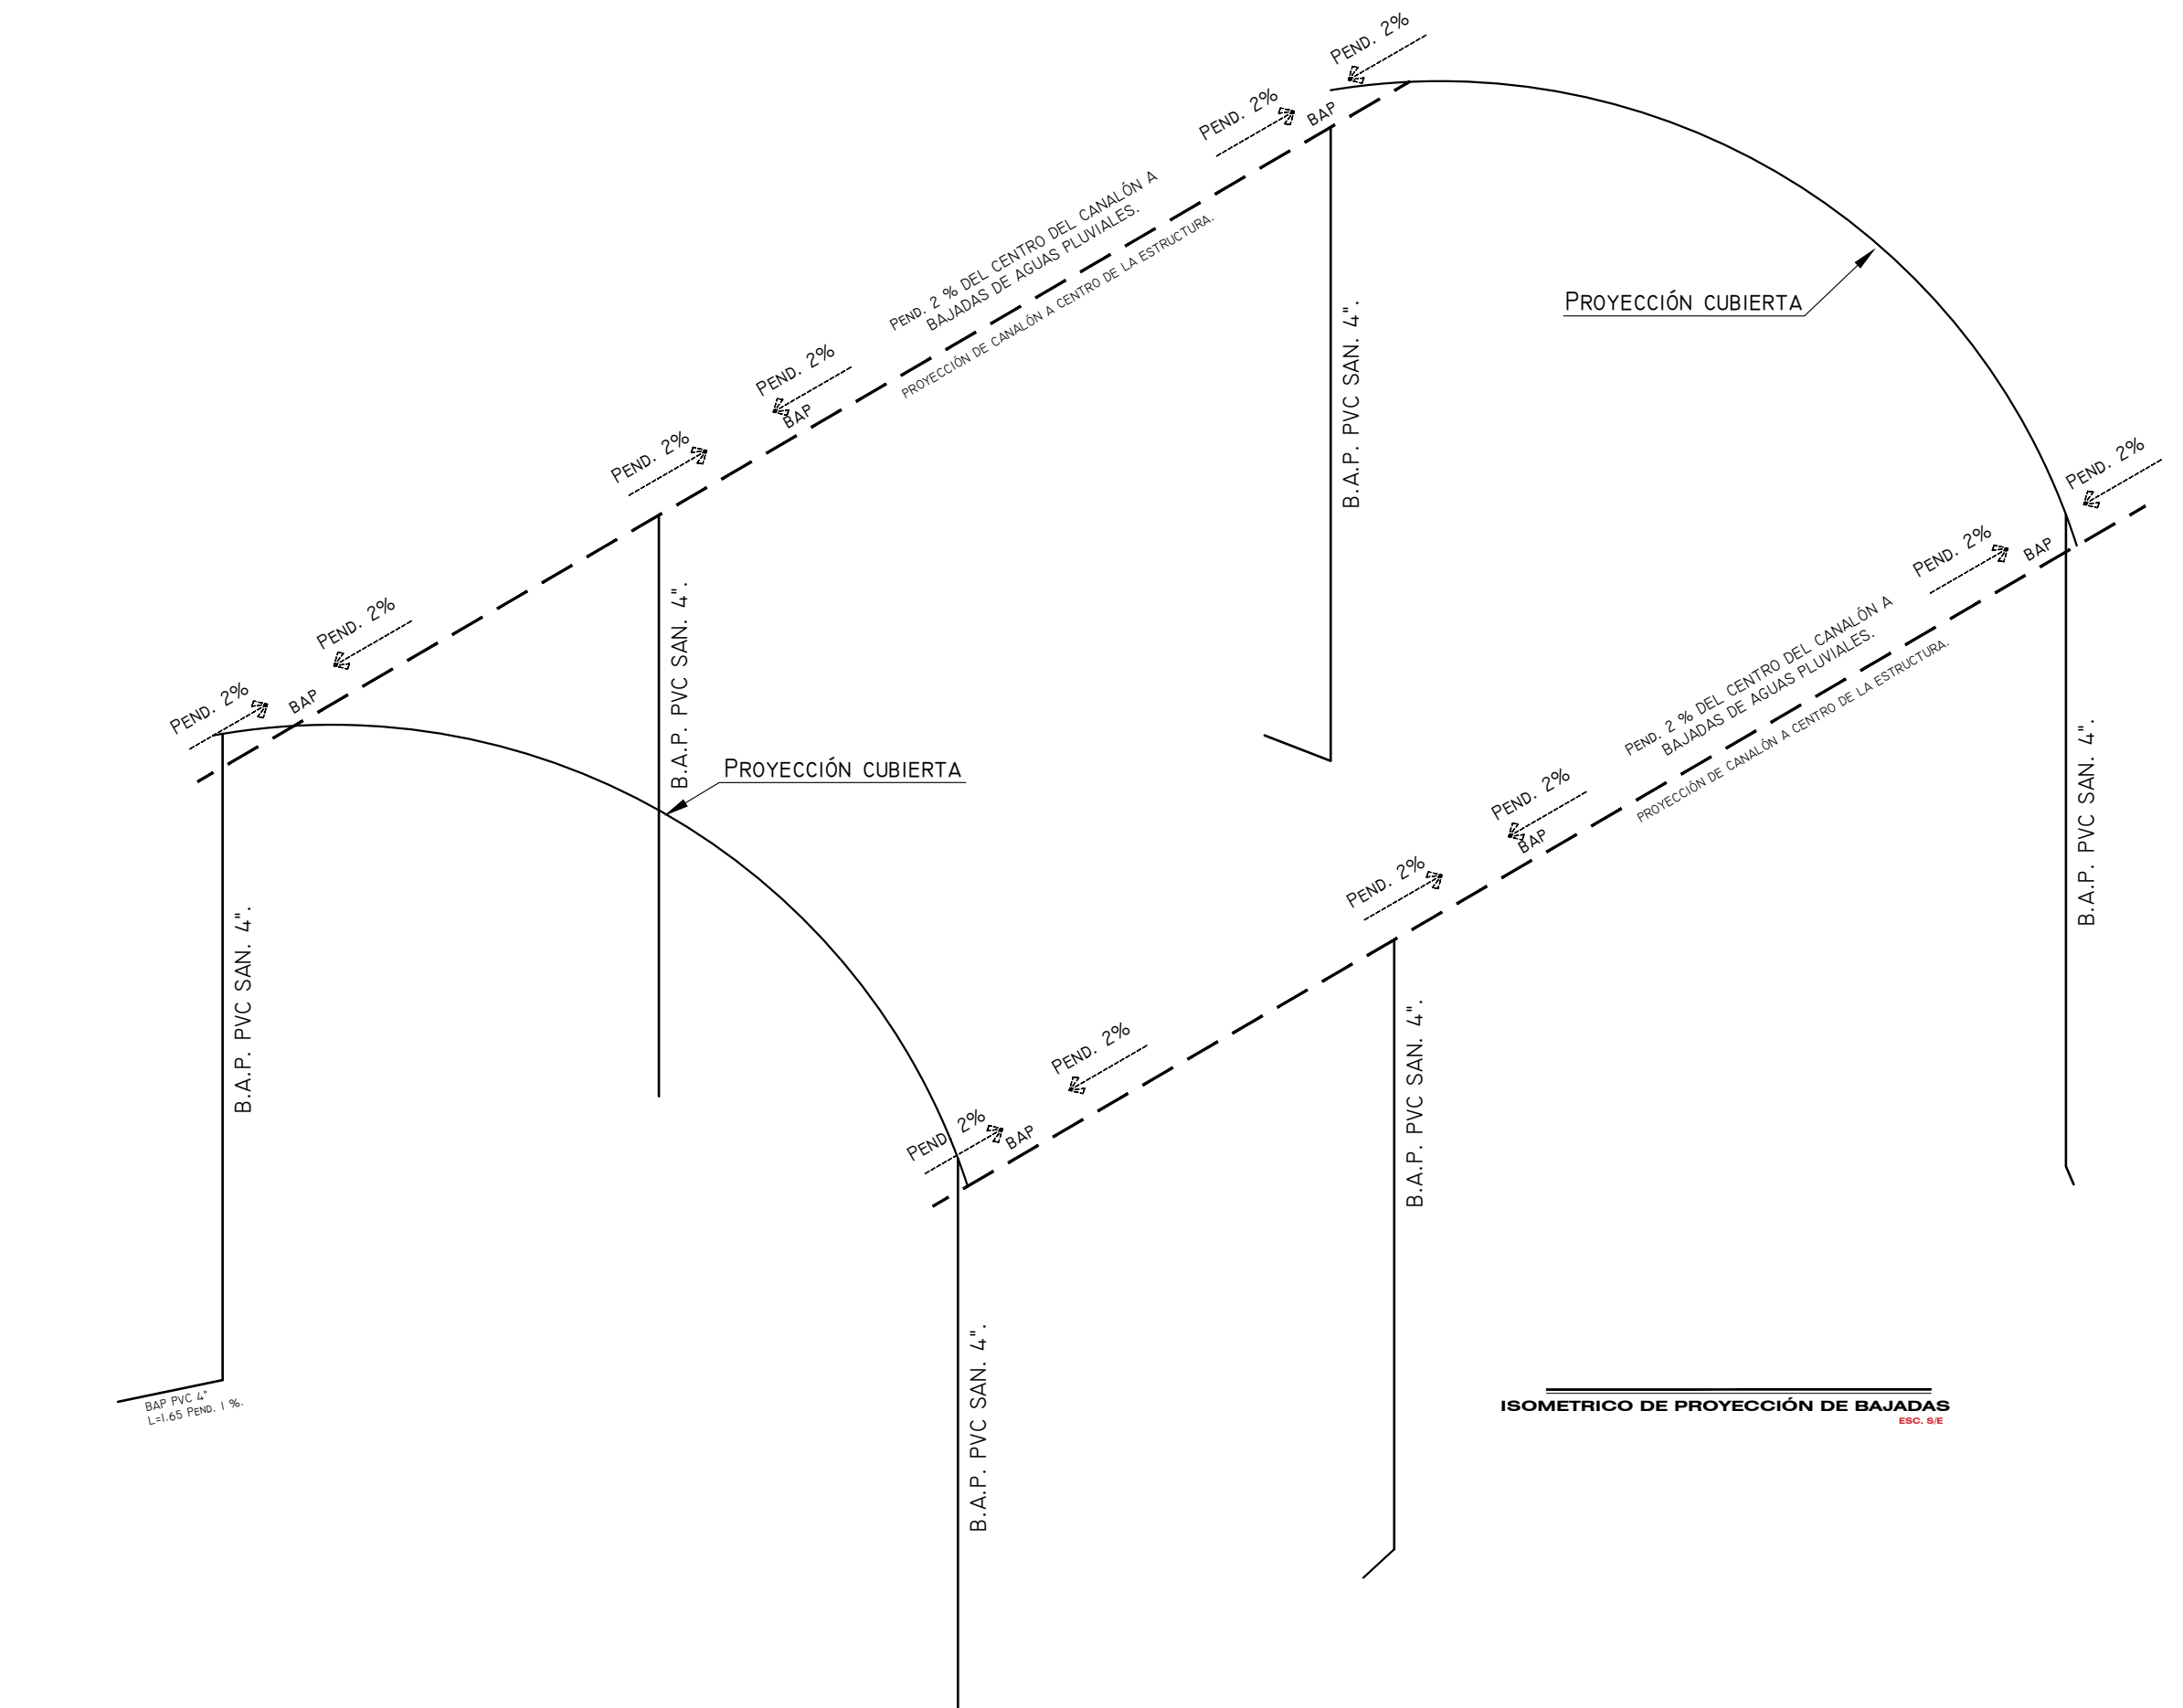 PEND. 2%
PEND. 2%
BAP
PEND. 2 % DEL CENTRO DEL CANALÓN A
BAJADAS DE AGUAS PLUVIALES.
PROYECCIÓN DE CANALÓN A CENTRO DE LA ESTRUCTURA.
PROYECCIÓN CUBIERTA
B.A.P. PVC SAN. 4".
PEND. 2%
BAP
PEND. 2%
B.A.P. PVC SAN. 4".
PEND. 2%
PEND. 2%
BAP
B.A.P. PVC SAN. 4".
PROYECCIÓN CUBIERTA
PEND. 2%
PEND. 2%
BAP
PEND. 2 % DEL CENTRO DEL CANALÓN A
BAJADAS DE AGUAS PLUVIALES.
PROYECCIÓN DE CANALÓN A CENTRO DE LA ESTRUCTURA.
B.A.P. PVC SAN. 4".
PEND. 2%
BAP
PEND. 2%
B.A.P. PVC SAN. 4".
PEND. 2%
PEND. 2%
BAP
B.A.P. PVC SAN. 4".
BAP PVC 4"
L=1.65 PEND. 1 %.
ISOMETRICO DE PROYECCIÓN DE BAJADAS
ESC. S/E